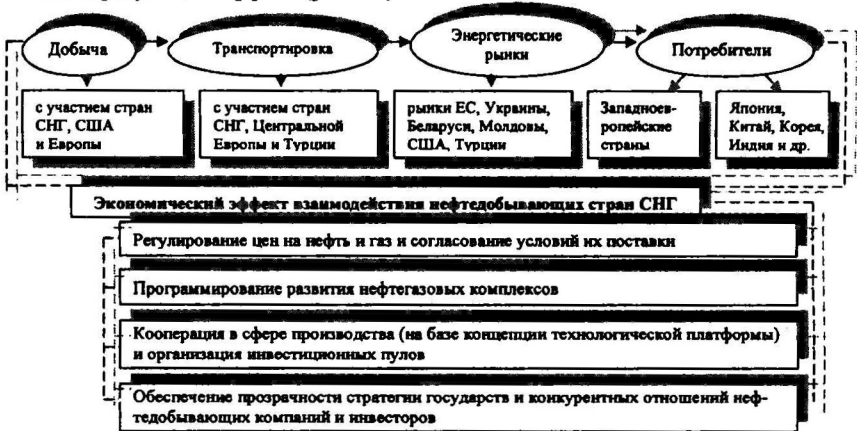 Добыча
Транспортировка
Энергетические
рынки
Потребители
с участием стран
СНГ, США
и Европы
с участием стран
СНГ, Центральной
Европы и Турции
рынки ЕС, Украины,
Беларуси, Молдовы,
США, Турции
Западноев-
ропейские
страны
Япония,
Китай, Корея,
Индия и др.
Экономический эффект взаимодействия нефтедобывающих стран СНГ
Регулирование цен на нефть и газ и согласование условий их поставки
Программирование развития нефтегазовых комплексов
Кооперация в сфере производства (на базе концепции технологической платформы)
и организация инвестиционных пулов
Обеспечение прозрачности стратегии государств и конкурентных отношений неф-
тедобывающих компаний и инвесторов